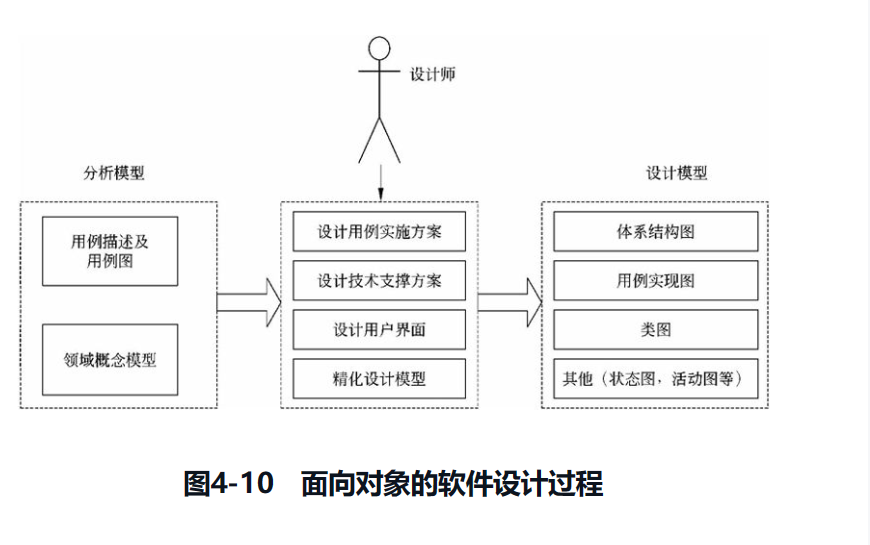 设计师
分析模型
用例描述及
用例图
领域概念模型
设计用例实施方案
设计技术支撑方案
设计用户界面
精化设计模型
设计模型
体系结构图
用例实现图
类图
其他（状态图，活动图等）
图4-10 面向对象的软件设计过程